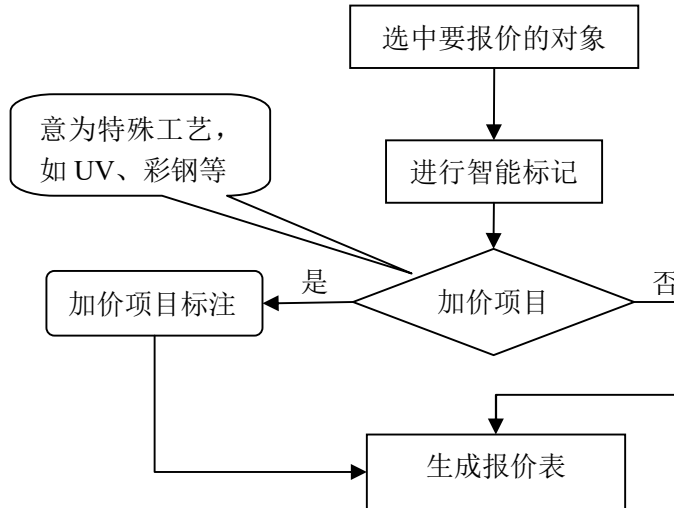 选中要报价的对象
意为特殊工艺，
如 UV、彩钢等
进行智能标记
是
否
加价项目标注
加价项目
生成报价表